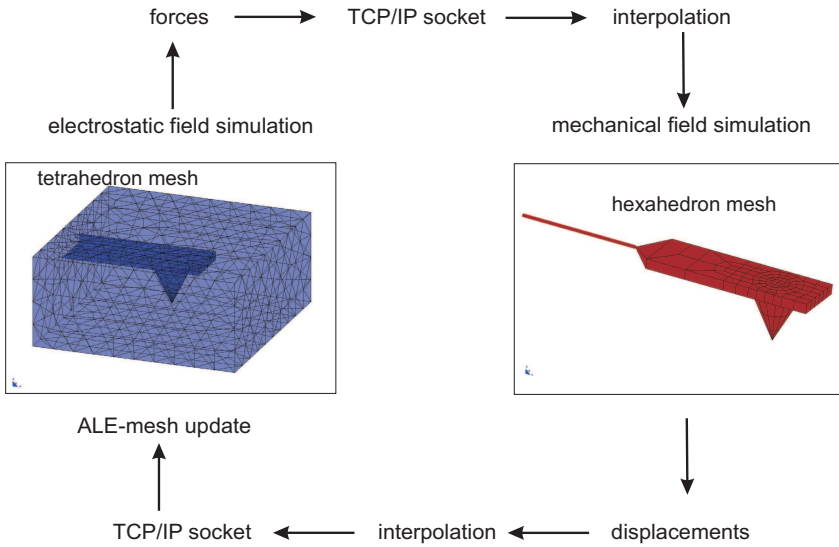 forces
TCP/IP socket
interpolation
electrostatic field simulation
mechanical field simulation
tetrahedron mesh
hexahedron mesh
ALE-mesh update
TCP/IP socket
interpolation
displacements